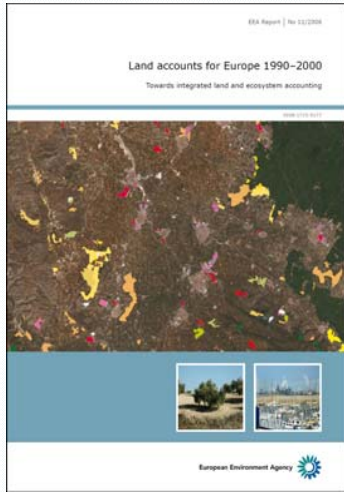 EEA Report | No 11/2006
Land accounts for Europe 1990–2000
Towards integrated land and ecosystem accounting
European Environment Agency